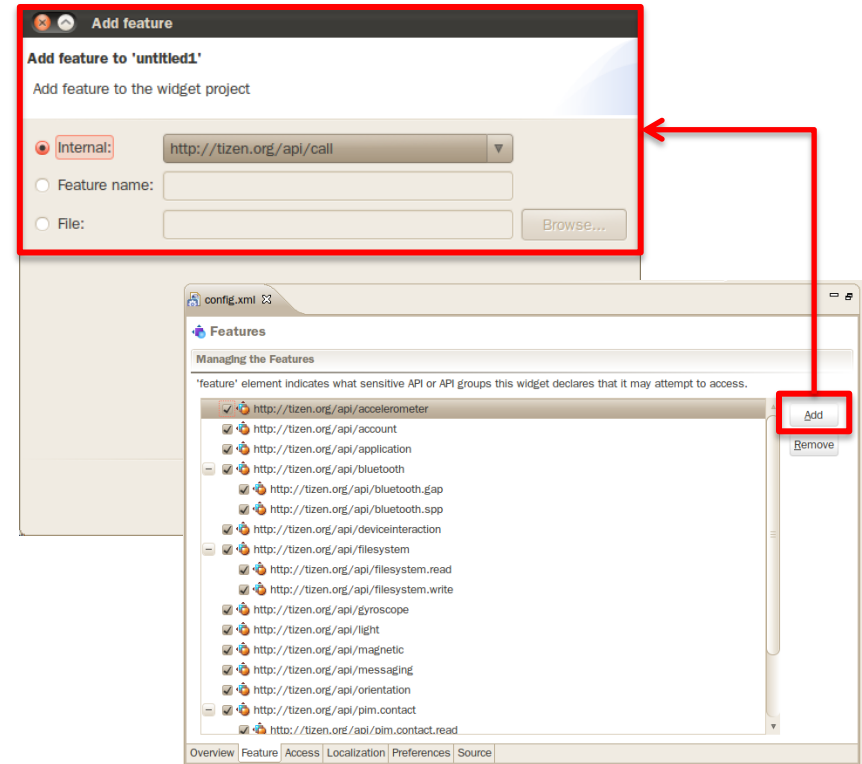 Add feature
Add feature to 'untitled1'
Add feature to the widget project
Internal:
http://tizen.org/api/call
Feature name:
File:
Browse...
config.xml
Features
Managing the Features
'feature' element indicates what sensitive API or API groups this widget declares that it may attempt to access.
http://tizen.org/api/accelerometer
Add
http://tizen.org/api/account
http://tizen.org/api/application
Remove
http://tizen.org/api/bluetooth
http://tizen.org/api/bluetooth.gap
http://tizen.org/api/bluetooth.spp
http://tizen.org/api/deviceinteraction
http://tizen.org/api/filesystem
http://tizen.org/api/filesystem.read
http://tizen.org/api/filesystem.write
http://tizen.org/api/gyroscope
http://tizen.org/api/light
http://tizen.org/api/magnetic
http://tizen.org/api/messaging
http://tizen.org/api/orientation
http://tizen.org/api/pim.contact
http://tizen.org/api/pim.contact.read
Overview Feature Access Localization Preferences Source